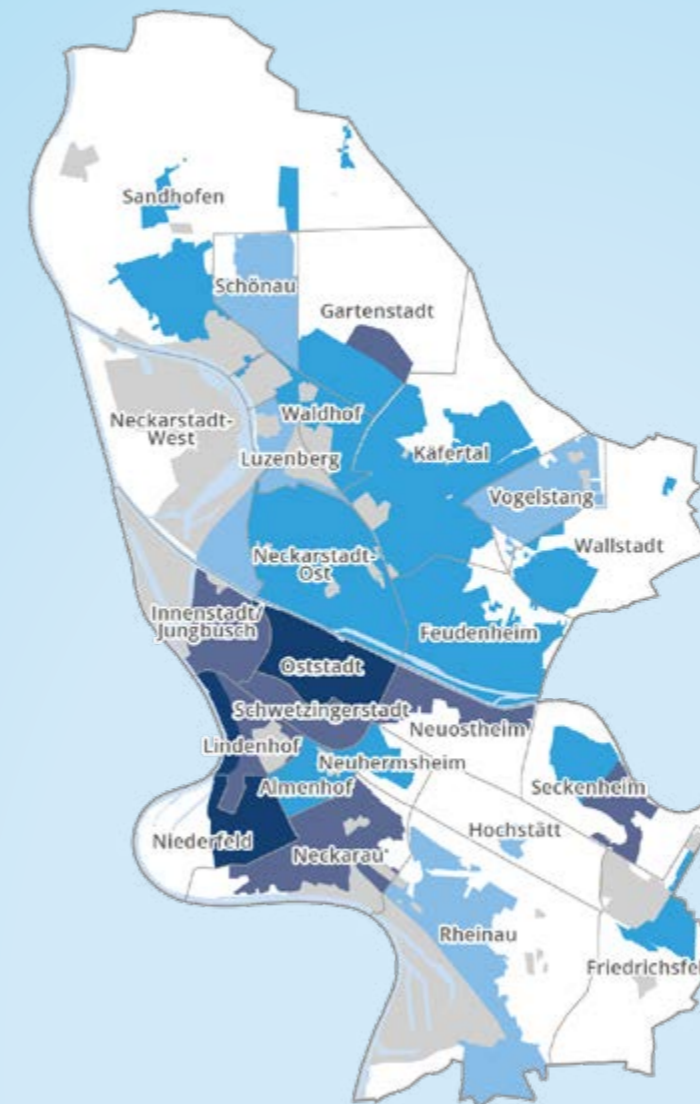 Sandhofen
Schönau
Gartenstadt
Neckarstadt-
West
Waldhof
Luzenberg
Käfertal
Vogelstang
Wallstadt
Neckarstadt-
Ost
Innenstadt/
Jungbusch
Feudenheim
Oststadt
Schwetzingerstadt
Neuostheim
Lindenhof
Neuhermsheim
Almenhof
Seckenheim
Hochstätt
Niederfeld
Neckarau
Rheinau
Friedrichsfel